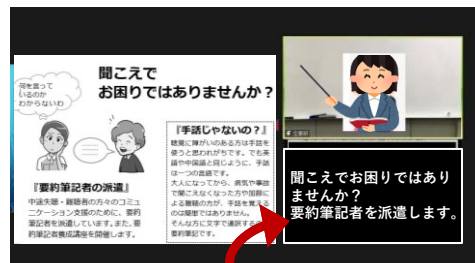 何を言って
いるのか
わからないわ
聞こえで
お困りではありませんか?
『要約筆記者の派遣』
中途失聴・難聴者の方々のコミュ
ニケーション支援のために、要約
筆記者を派遣しています。また、要
約筆記者養成講座を開催します。
『手話じゃないの?』
聴覚に障がいのある方は手話を
使うと思われがちです。でも英
語や中国語と同じように、手話
は一つの言語です。
大人になってから、病気や事故
で聞こえなくなった方や加齢に
よる難聴の方が、手話を覚える
のは簡単ではありません。
そんな方に文字で通訳するのが
要約筆記です。
聞こえでお困りではあり
ませんか?
要約筆記者を派遣します。